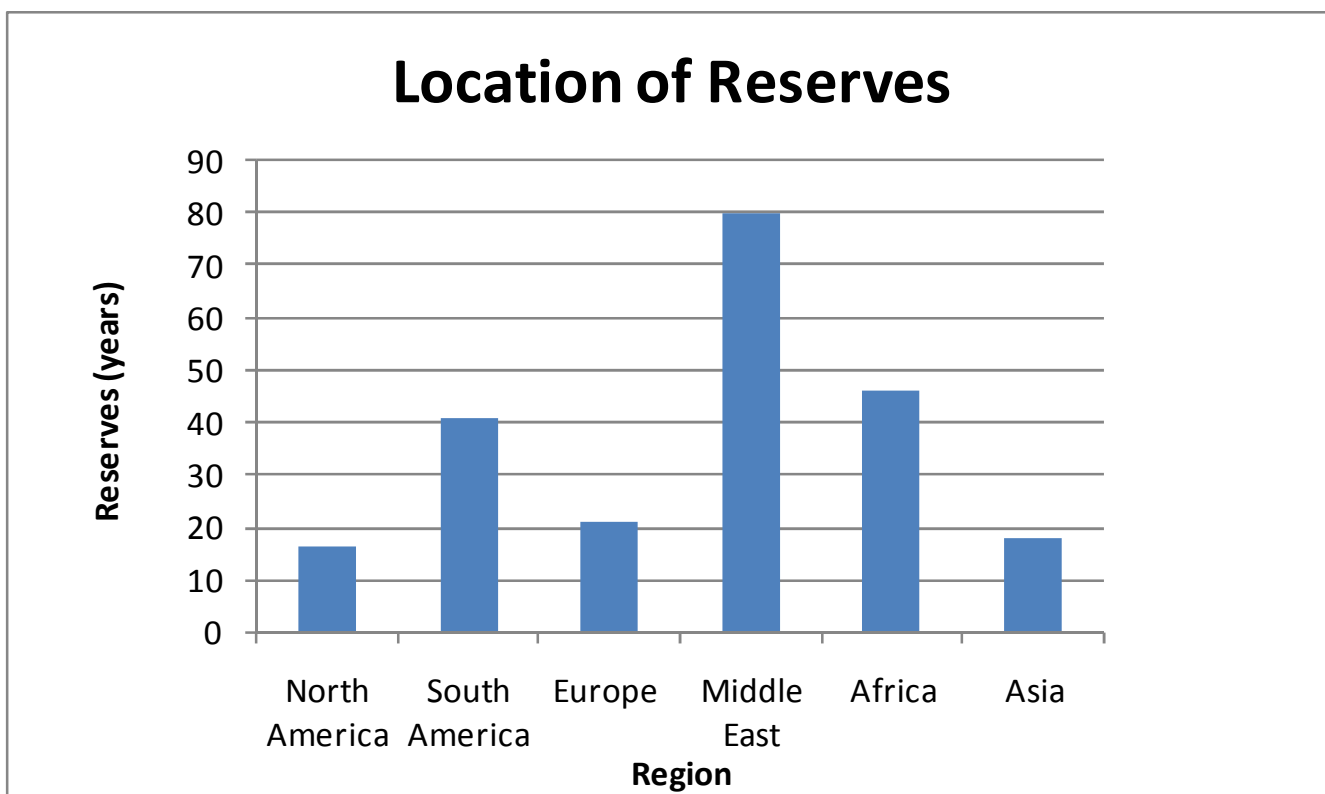 Location of Reserves
Reserves (years)
90
80
70
60
50
40
30
20
10
0
North America
South America
Europe
Middle East
Africa
Asia
Region